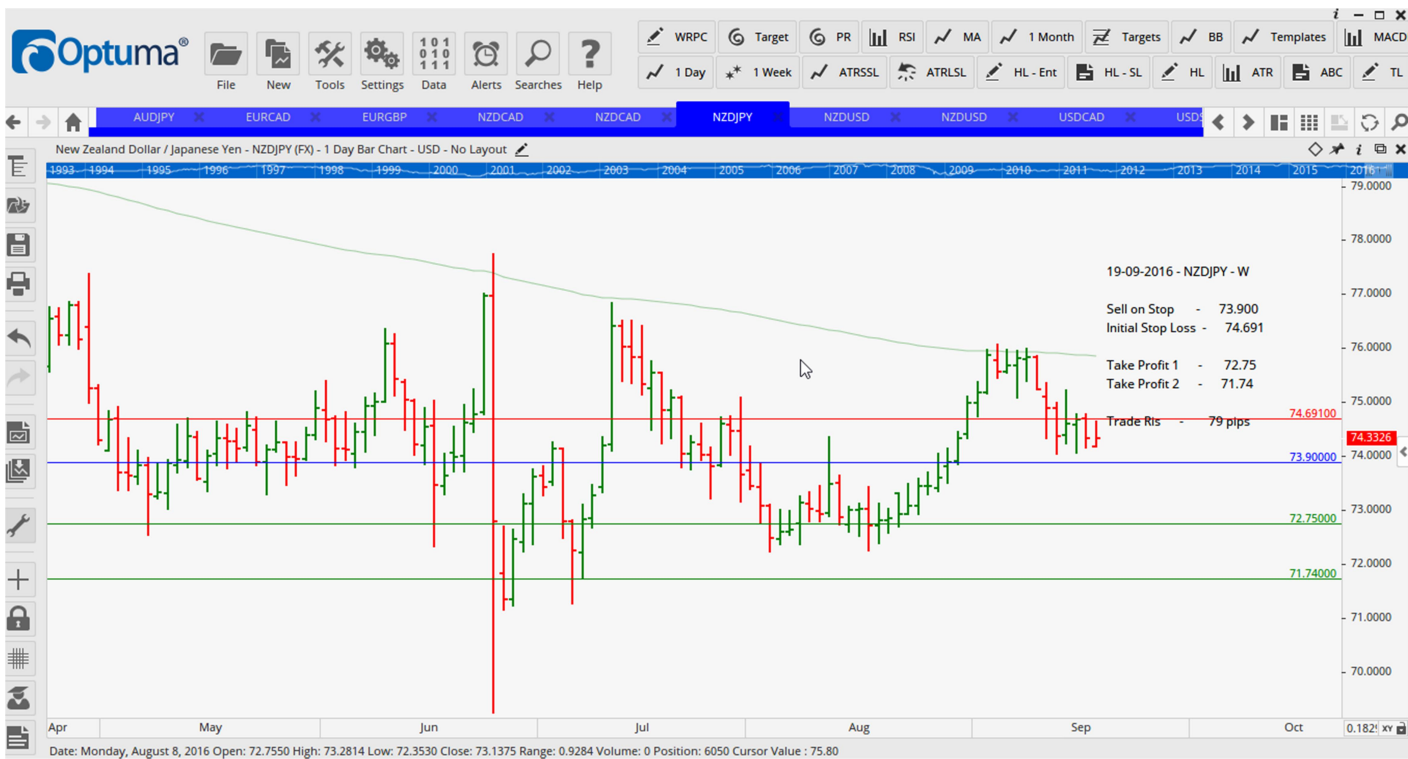 i
Optuma®
File New Tools Settings Data Alerts Searches Help
WRPC Target PR RSI MA 1 Month Targets BB Templates MACD
1 Day 1 Week ATRSSL ATRLSL HL - Ent HL - SL HL ATR ABC TL
AUDJPY EURCAD EURGBP NZDCAD NZDCAD NZDJPY NZDUSD NZDUSD USDCAD
New Zealand Dollar / Japanese Yen - NZDJPY (FX) - 1 Day Bar Chart - USD - No Layout
1993 1994 1995 1996 1997 1998 1999 2000 2001 2002 2003 2004 2005 2006 2007 2008 2009 2010 2011 2012 2013 2014 2015 2016
79.0000
78.0000
19-09-2016 - NZDJPY - W
77.0000
Sell on Stop - 73.900
Initial Stop Loss - 74.691
76.0000
Take Profit 1 - 72.75
Take Profit 2 - 71.74
75.0000
74.69100
Trade Ris - 79 pips
74.3326
74.0000
73.90000
73.0000
72.75000
72.0000
71.74000
71.0000
70.0000
Apr May Jun Jul Aug Sep Oct
XY
Date: Monday, August 8, 2016 Open: 72.7550 High: 73.2814 Low: 72.3530 Close: 73.1375 Range: 0.9284 Volume: 0 Position: 6050 Cursor Value : 75.80